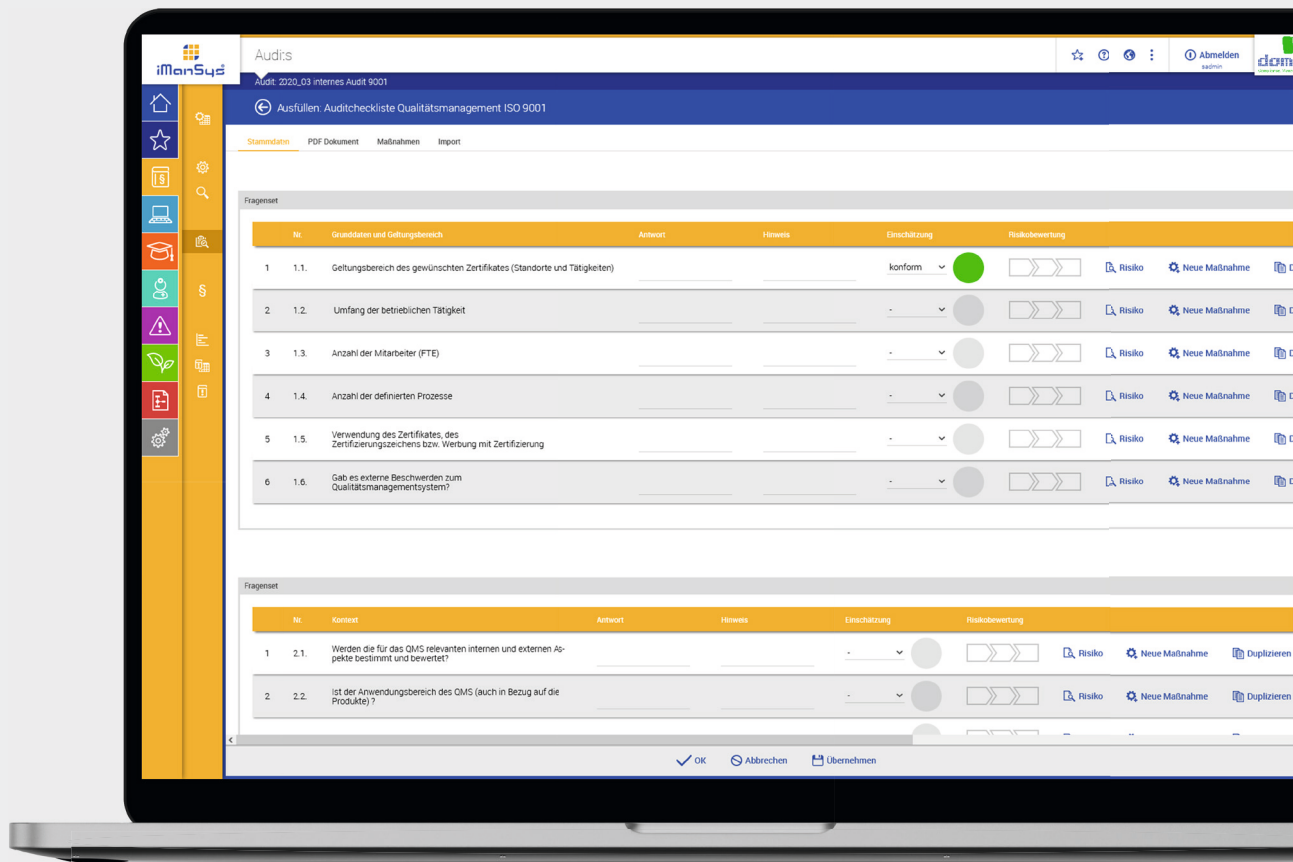 iManSys
Audits
Abmelden
sadmin
Audit: 2020_03 internes Audit 9001
Ausfüllen: Auditcheckliste Qualitätsmanagement ISO 9001
Stammdaten PDF Dokument Maßnahmen Import
Fragenset
Nr. Grunddaten und Geltungsbereich Antwort Hinweis Einschätzung Risikobewertung
1 1.1. Geltungsbereich des gewünschten Zertifikates (Standorte und Tätigkeiten) konform Risiko Neue Maßnahme D
2 1.2. Umfang der betrieblichen Tätigkeit - Risiko Neue Maßnahme D
3 1.3. Anzahl der Mitarbeiter (FTE) - Risiko Neue Maßnahme D
4 1.4. Anzahl der definierten Prozesse - Risiko Neue Maßnahme D
5 1.5. Verwendung des Zertifikates, des
Zertifizierungszeichens bzw. Werbung mit Zertifizierung - Risiko Neue Maßnahme D
6 1.6. Gab es externe Beschwerden zum
Qualitätsmanagementsystem? - Risiko Neue Maßnahme D
Fragenset
Nr. Kontext Antwort Hinweis Einschätzung Risikobewertung
1 2.1. Werden die für das QMS relevanten internen und externen As-
pekte bestimmt und bewertet? - Risiko Neue Maßnahme Duplizieren
2 2.2. Ist der Anwendungsbereich des QMS (auch in Bezug auf die
Produkte) ? - Risiko Neue Maßnahme Duplizieren
OK Abbrechen Übernehmen